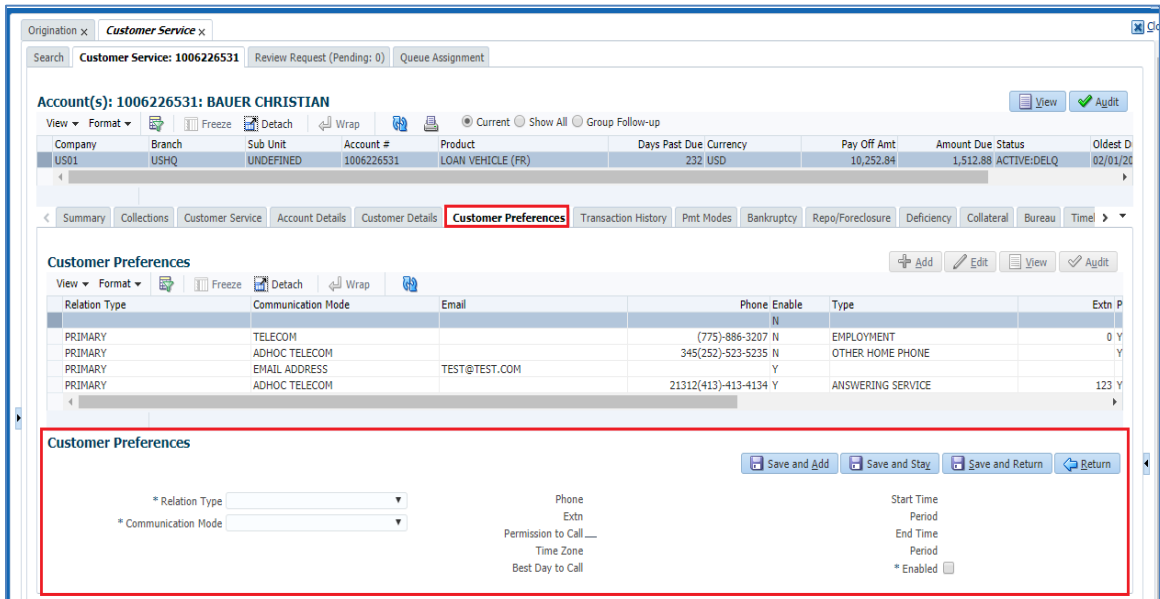 Origination x Customer Service x
Search Customer Service: 1006226531 Review Request (Pending: 0) Queue Assignment
Account(s): 1006226531: BAUER CHRISTIAN View Audit
View Format Freeze Detach Wrap Current Show All Group Follow-up
Company Branch Sub Unit Account # Product Days Past Due Currency Pay Off Amt Amount Due Status Oldest D
US01 USHQ UNDEFINED 1006226531 LOAN VEHICLE (FR) 232 USD 10,252.84 1,512.88 ACTIVE:DELQ 02/01/20
Summary Collections Customer Service Account Details Customer Details Customer Preferences Transaction History Pmt Modes Bankruptcy Repo/Foreclosure Deficiency Collateral Bureau Timel
Customer Preferences Add Edit View Audit
View Format Freeze Detach Wrap
Relation Type Communication Mode Email Phone Enable Type Extn P
N
PRIMARY TELECOM (775)-886-3207 N EMPLOYMENT 0 Y
PRIMARY ADHOC TELECOM 345(252)-523-5235 N OTHER HOME PHONE Y
PRIMARY EMAIL ADDRESS TEST@TEST.COM Y
PRIMARY ADHOC TELECOM 21312(413)-413-4134 Y ANSWERING SERVICE 123 Y
Customer Preferences
Save and Add Save and Stay Save and Return Return
* Relation Type Phone Start Time
* Communication Mode Extn Period
Permission to Call End Time
Time Zone Period
Best Day to Call * Enabled